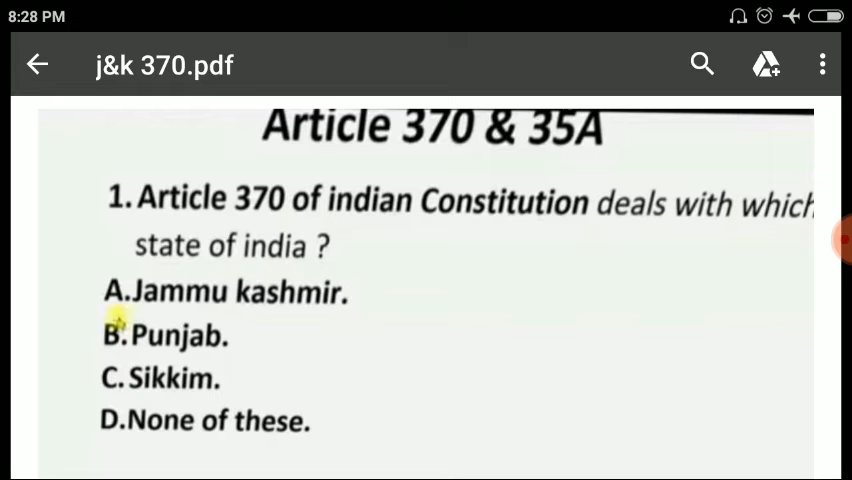 8:28 PM
j&k 370.pdf
Article 370 & 35A
1. Article 370 of indian Constitution deals with which
state of india ?
A.Jammu kashmir.
B.Punjab.
C. Sikkim.
D.None of these.